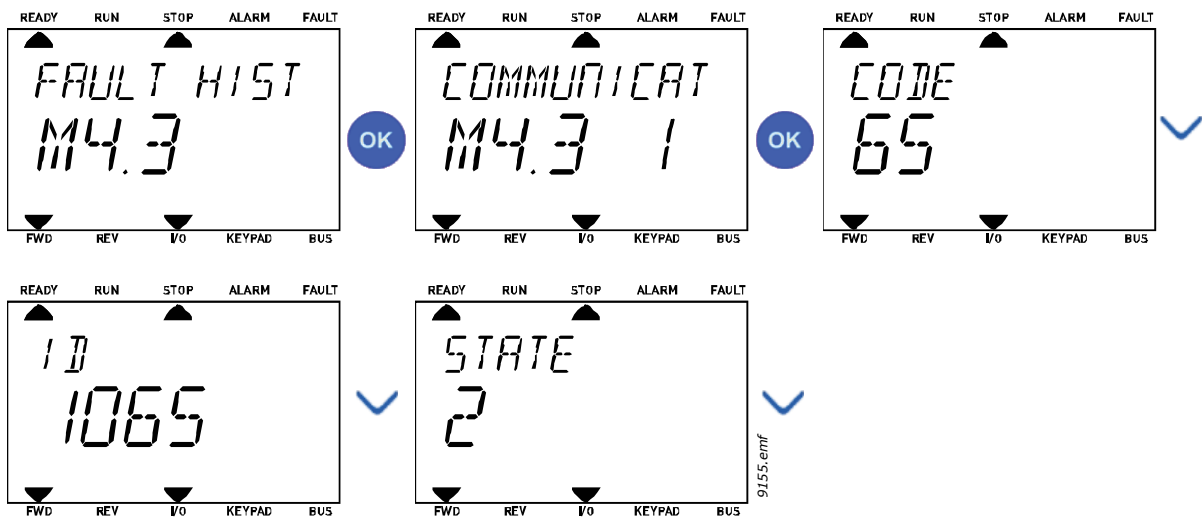 READY RUN STOP ALARM FAULT
FAULT HIST
M4.3
FWD REV I/O KEYPAD BUS
OK
READY RUN STOP ALARM FAULT
COMMUNICAT
M4.3 1
FWD REV I/O KEYPAD BUS
OK
READY RUN STOP ALARM FAULT
CODE
65
FWD REV I/O KEYPAD BUS
READY RUN STOP ALARM FAULT
ID
1065
FWD REV I/O KEYPAD BUS
READY RUN STOP ALARM FAULT
STATE
2
FWD REV I/O KEYPAD BUS
9155.emf